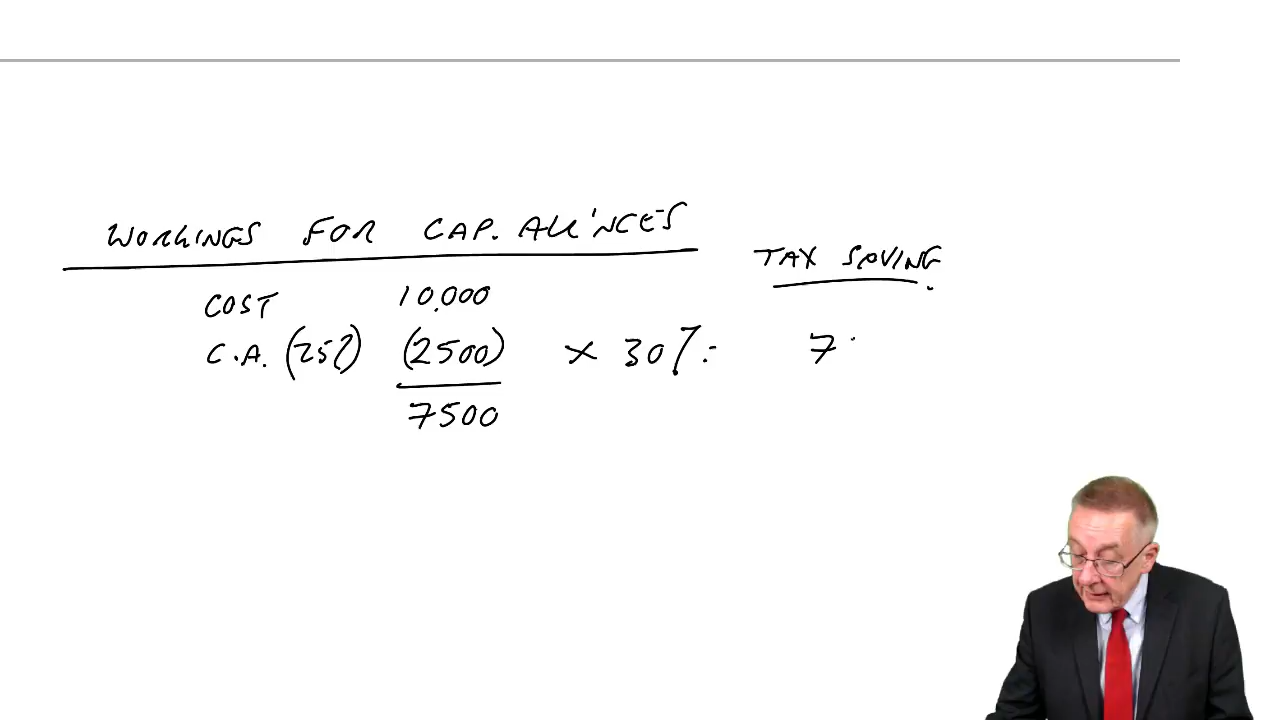 WORKINGS FOR CAP. ALL'NCES
TAX SAVING
COST 10,000
C.A. (25%) (2500) × 30% = 7
7500